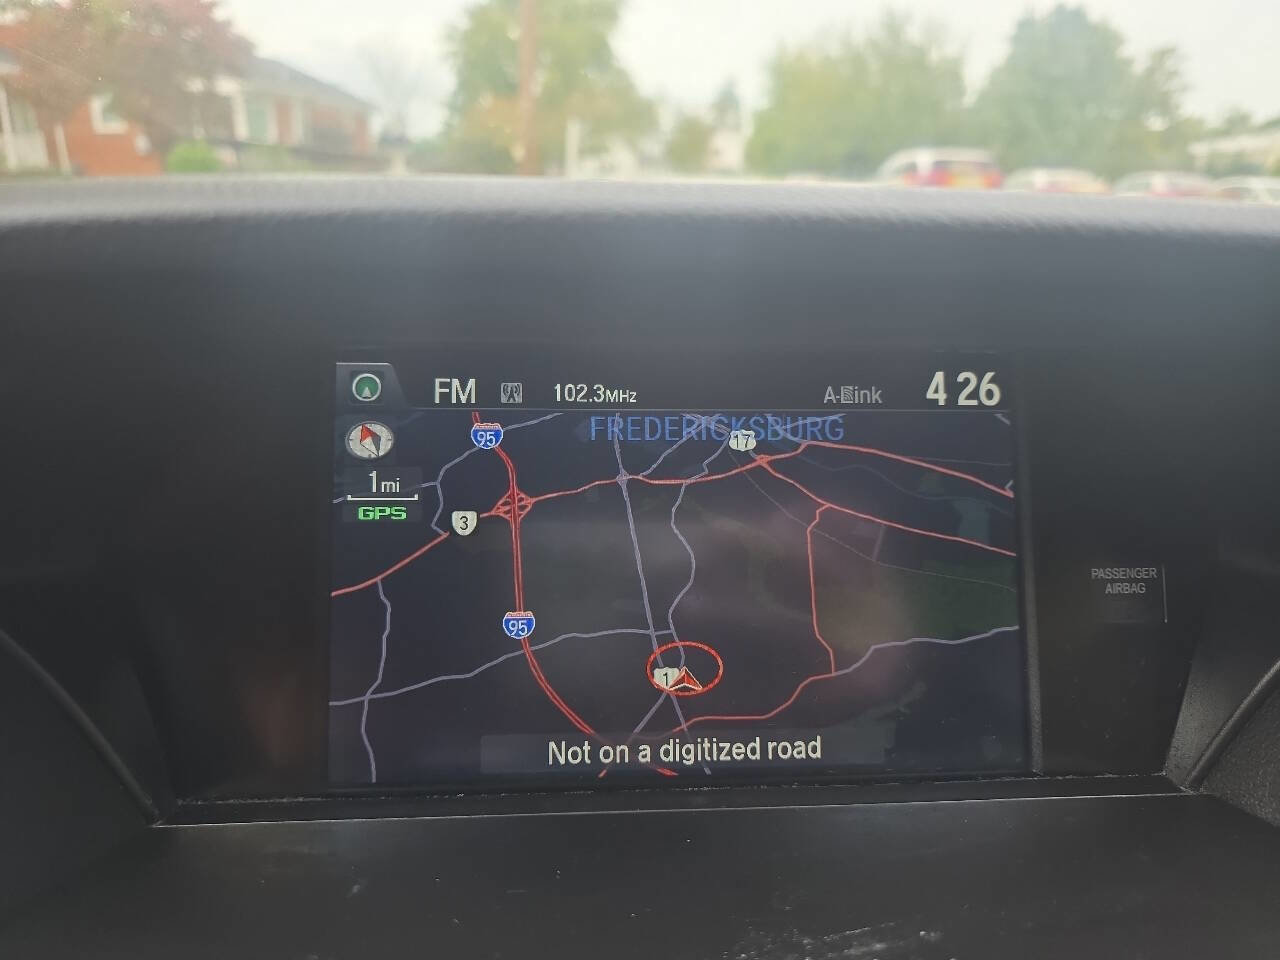 FM 102.3MHz A-Link 4 26
FREDERICKSBURG
95
17
1mi
GPS
3
95
1
Not on a digitized road
PASSENGER
AIRBAG